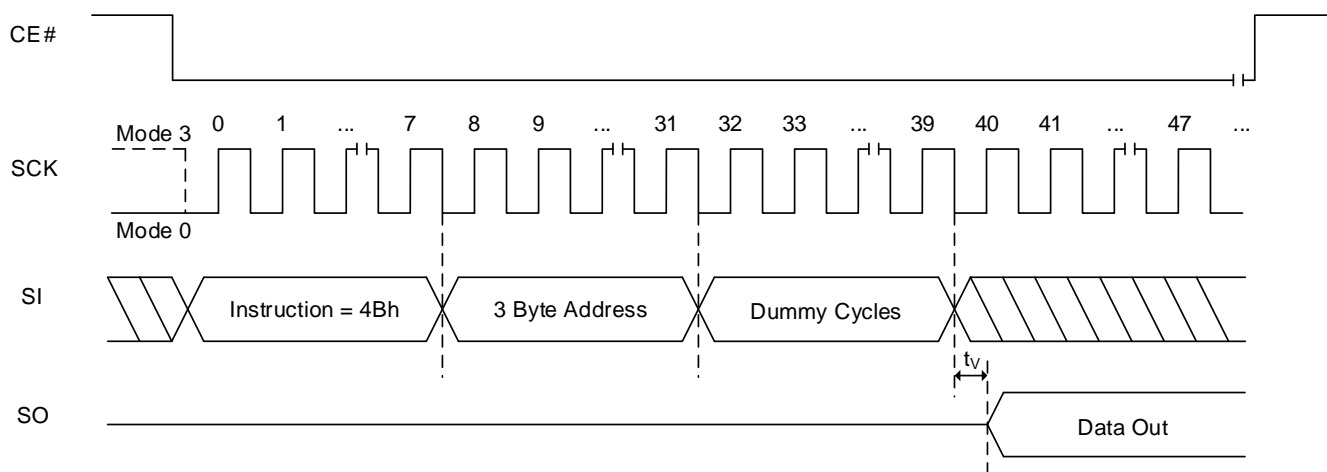 CE#
Mode 3
0 1 ... 7 8 9 ... 31 32 33 ... 39 40 41 ... 47 ...
SCK
Mode 0
SI
Instruction = 4Bh
3 Byte Address
Dummy Cycles
tV
SO
Data Out